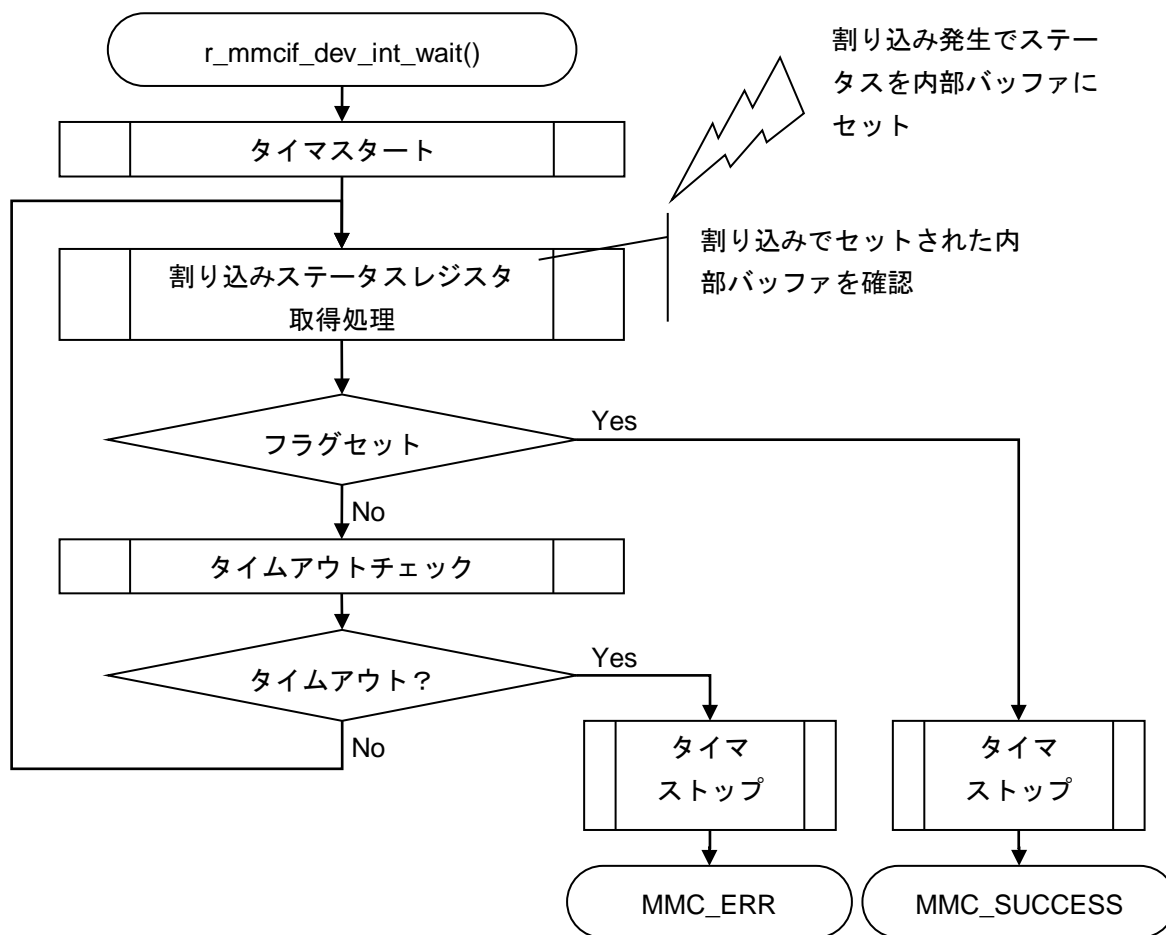 r_mmcif_dev_int_wait()
割り込み発生でステー
タスを内部バッファに
セット
タイマスタート
割り込みステータスレジスタ
取得処理
割り込みでセットされた内
部バッファを確認
フラグセット
Yes
No
タイムアウトチェック
タイムアウト？
Yes
No
タイマ
ストップ
タイマ
ストップ
MMC_ERR
MMC_SUCCESS